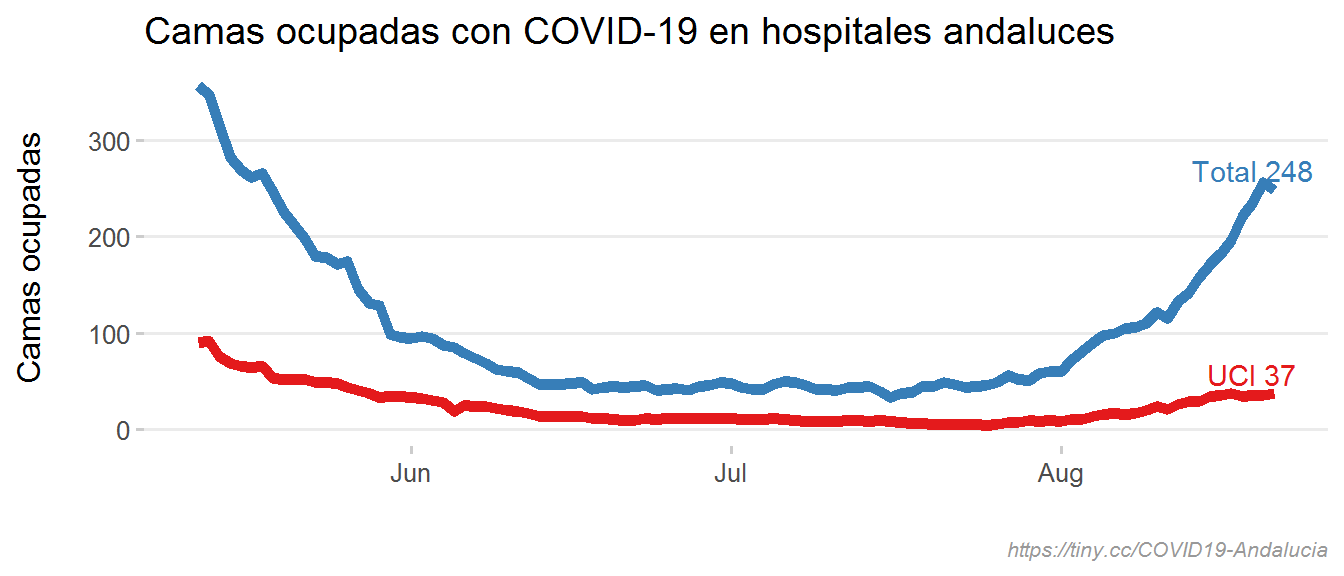 Camas ocupadas con COVID-19 en hospitales andaluces
Camas ocupadas
300
200
100
0
Total 248
UCI 37
Jun
Jul
Aug
https://tiny.cc/COVID19-Andalucia